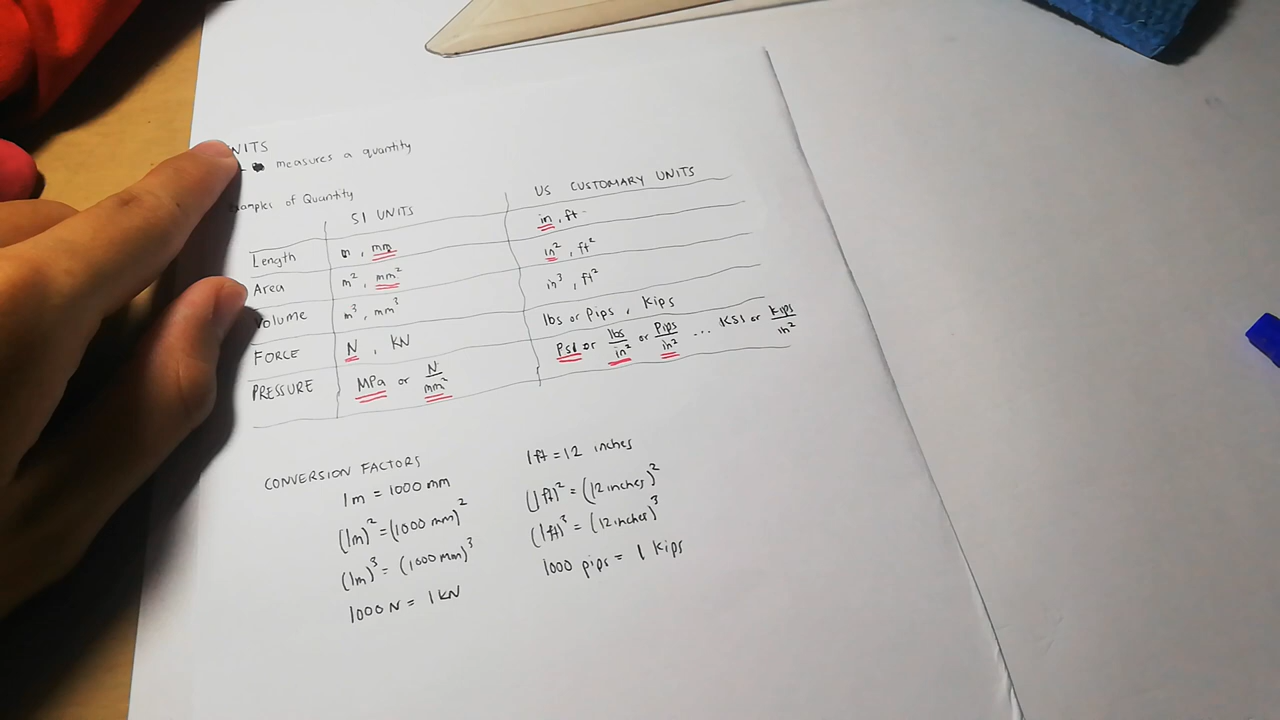 NITS
measures a quantity
amples of Quantity
SI UNITS US CUSTOMARY UNITS
Length m , mm in , ft
Area m² , mm² in² , ft²
Volume m³ , mm³ in³ , ft²
FORCE N , KN lbs or Pips , Kips
PRESSURE MPa or N/mm² PSI or lbs/in² or Pips/in² ... KSI or Kips/in²
CONVERSION FACTORS
1m = 1000 mm
(1m)² = (1000 mm)²
(1m)³ = (1000 mm)³
1000 N = 1 KN
1 ft = 12 inches
(1ft)² = (12 inches)²
(1ft)³ = (12 inches)³
1000 pips = 1 Kips